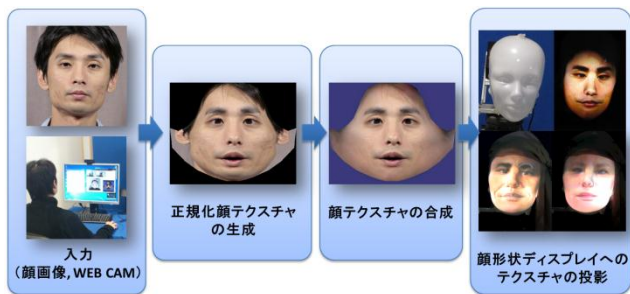 入力
(顔画像, WEB CAM)
正規化顔テクスチャ
の生成
顔テクスチャの合成
顔形状ディスプレイへの
テクスチャの投影